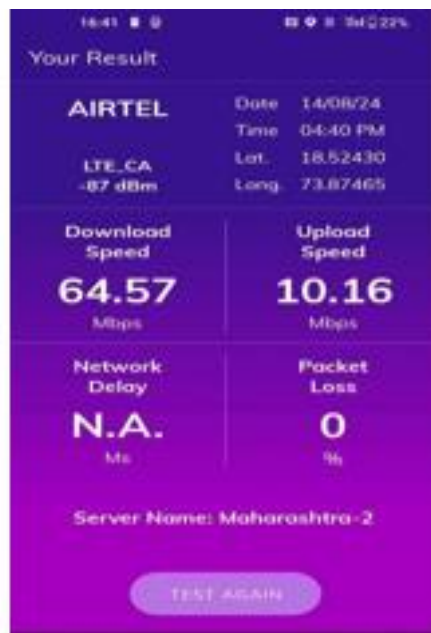 16:41
22%
Your Result
AIRTEL
LTE_CA
-87 dBm
Date 14/08/24
Time 04:40 PM
Lat. 18.52430
Long. 73.87465
Download
Speed
64.57
Mbps
Upload
Speed
10.16
Mbps
Network
Delay
N.A.
Ms
Packet
Loss
0
%
Server Name: Maharashtra-2
TEST AGAIN